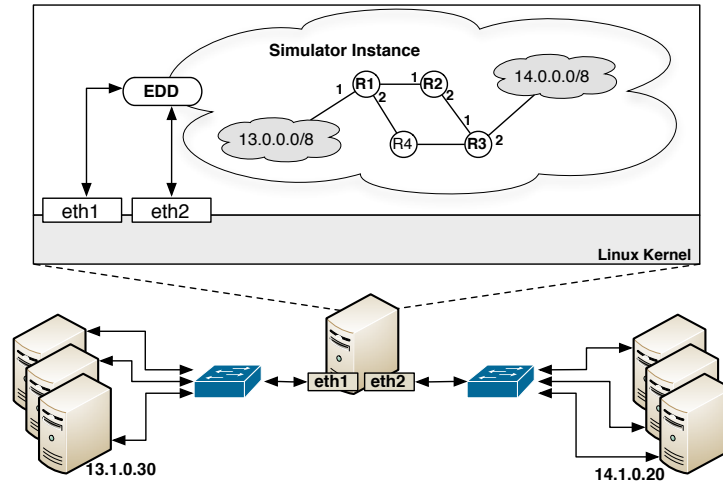 Simulator Instance
EDD
1 R1 1 R2
2 2
14.0.0.0/8
13.0.0.0/8
R4
1
R3 2
eth1 eth2
Linux Kernel
eth1 eth2
13.1.0.30
14.1.0.20